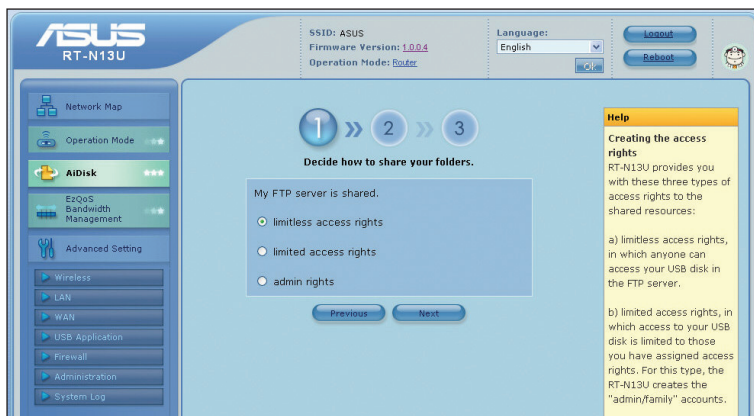 ASUS
RT-N13U
SSID: ASUS
Firmware Version: 1.0.0.4
Operation Mode: Router
Language:
English
OK
Logout
Reboot
Network Map
Operation Mode
AiDisk
EzQoS
Bandwidth
Management
Advanced Setting
Wireless
LAN
WAN
USB Application
Firewall
Administration
System Log
1 2 3
Decide how to share your folders.
My FTP server is shared.
limitless access rights
limited access rights
admin rights
Previous Next
Help
Creating the access
rights
RT-N13U provides you
with these three types of
access rights to the
shared resources:
a) limitless access rights,
in which anyone can
access your USB disk in
the FTP server.
b) limited access rights, in
which access to your USB
disk is limited to those
you have assigned access
rights. For this type, the
RT-N13U creates the
"admin/family" accounts.